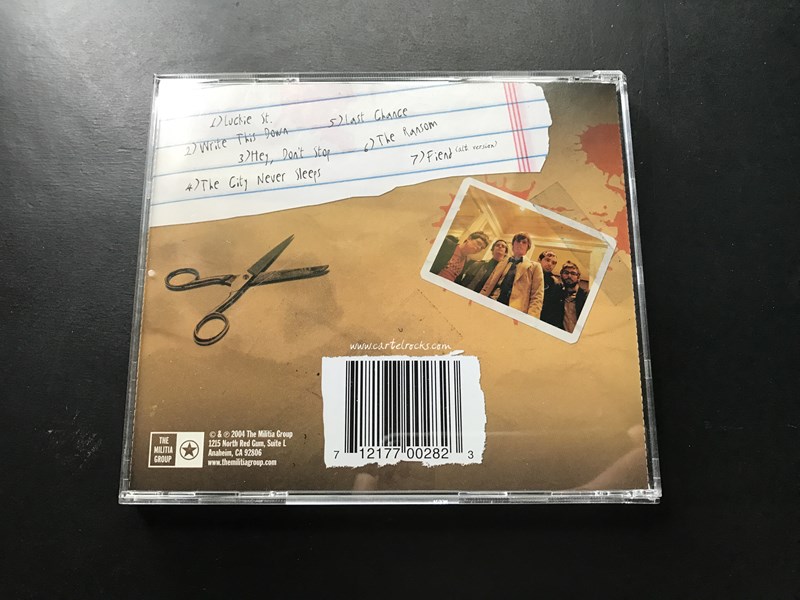 1) Luckie St.
2) Write This Down
3) Hey, Don't Stop
4) The City Never Sleeps
5) Last Chance
6) The Ransom
7) Fiend (alt version)
www.cartelrocks.com
7 12177 00282 3
THE
MILITIA
GROUP
© & ℗ 2004 The Militia Group
1215 North Red Gum, Suite L
Anaheim, CA 92806
www.themilitiagroup.com